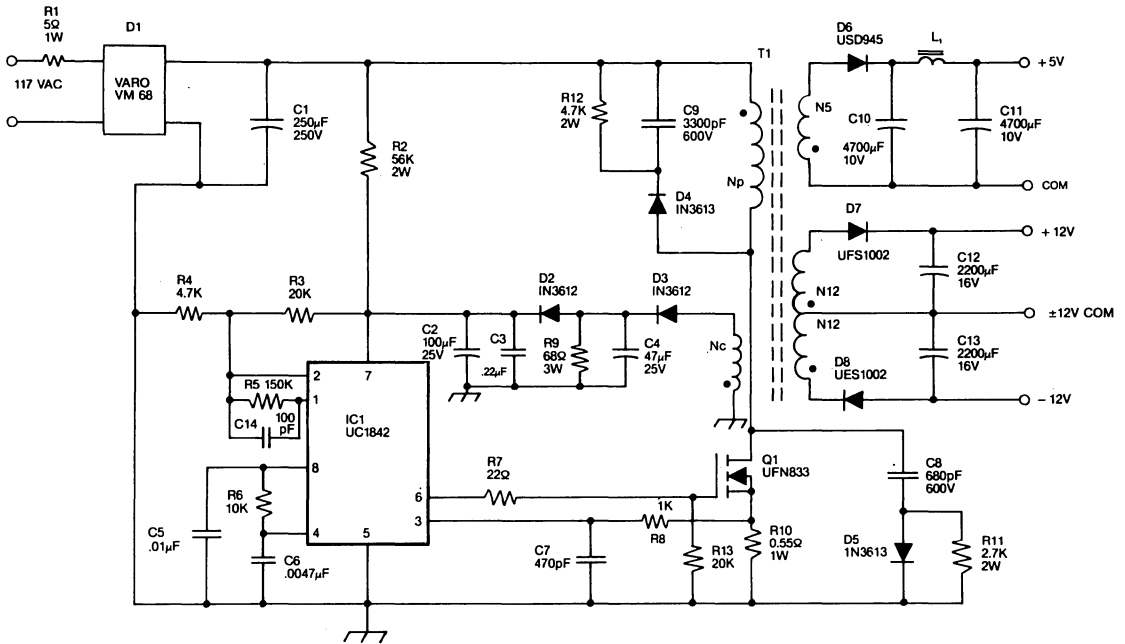 R1
5Ω
1W
D1
117 VAC
VARO
VM 68
C1
250μF
250V
R2
56K
2W
R12
4.7K
2W
C9
3300pF
600V
D4
IN3613
T1
Np
N5
D6
USD945
L₁
C10
4700μF
10V
C11
4700μF
10V
+5V
COM
D7
UFS1002
N12
N12
C12
2200μF
16V
C13
2200μF
16V
+12V
±12V COM
-12V
D8
UES1002
R4
4.7K
R3
20K
C2
100μF
25V
C3
.22μF
D2
IN3612
R9
68Ω
3W
C4
47μF
25V
D3
IN3612
Nc
2
7
R5 150K
1
C14
100
pF
IC1
UC1842
8
R6
10K
6
3
4
5
C5
.01μF
C6
.0047μF
R7
22Ω
Q1
UFN833
1K
R8
C7
470pF
R13
20K
R10
0.55Ω
1W
C8
680pF
600V
D5
1N3613
R11
2.7K
2W